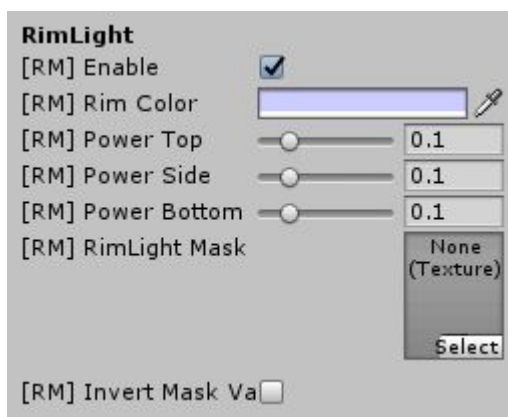 RimLight
[RM] Enable
[RM] Rim Color
[RM] Power Top 0.1
[RM] Power Side 0.1
[RM] Power Bottom 0.1
[RM] RimLight Mask
None
(Texture)
Select
[RM] Invert Mask Va